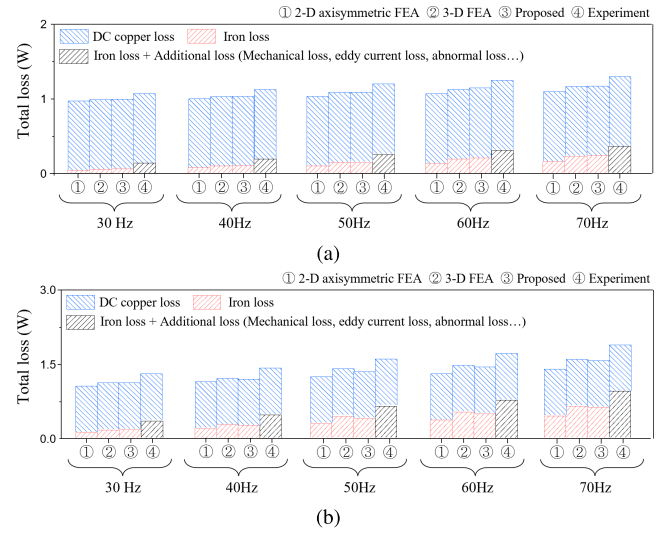 ① 2-D axisymmetric FEA ② 3-D FEA ③ Proposed ④ Experiment
2
DC copper loss Iron loss
Iron loss + Additional loss (Mechanical loss, eddy current loss, abnormal loss…)
Total loss (W)
1
0
① ② ③ ④ ① ② ③ ④ ① ② ③ ④ ① ② ③ ④ ① ② ③ ④
30 Hz 40Hz 50Hz 60Hz 70Hz
(a)
① 2-D axisymmetric FEA ② 3-D FEA ③ Proposed ④ Experiment
3.0
DC copper loss Iron loss
Iron loss + Additional loss (Mechanical loss, eddy current loss, abnormal loss…)
Total loss (W)
1.5
0.0
① ② ③ ④ ① ② ③ ④ ① ② ③ ④ ① ② ③ ④ ① ② ③ ④
30 Hz 40Hz 50Hz 60Hz 70Hz
(b)